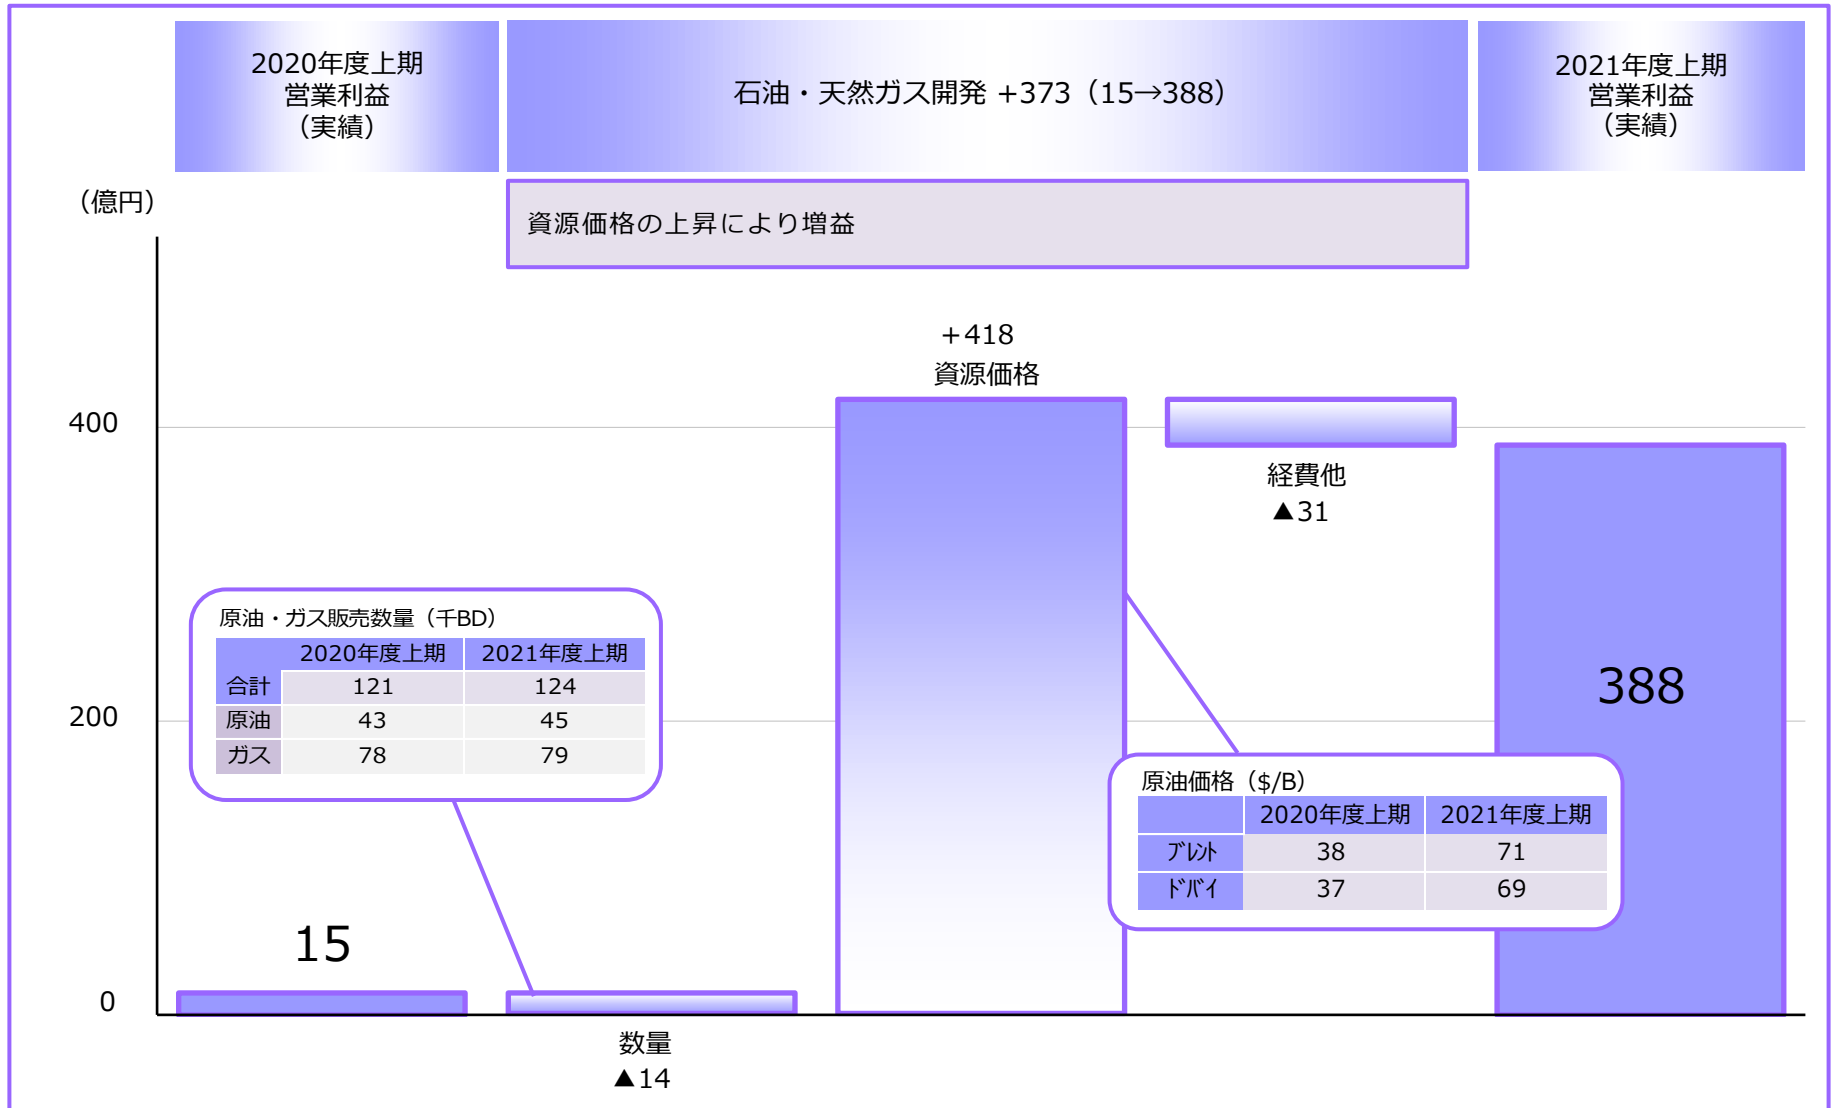 2020年度上期
営業利益
（実績）
石油・天然ガス開発 +373（15→388）
2021年度上期
営業利益
（実績）
（億円）
資源価格の上昇により増益
+418
資源価格
400
経費他
▲31
原油・ガス販売数量（千BD）
2020年度上期 2021年度上期
合計 121 124
原油 43 45
ガス 78 79
388
200
原油価格（$/B）
2020年度上期 2021年度上期
ﾌﾞﾚﾝﾄ 38 71
ﾄﾞﾊﾞｲ 37 69
15
0
数量
▲14